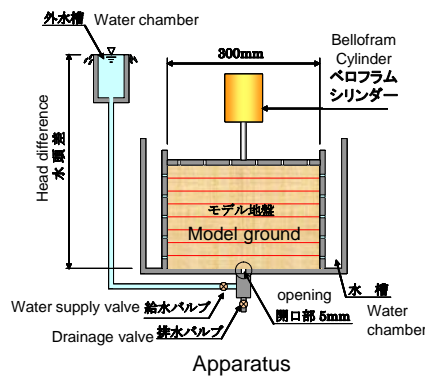 外水槽 Water chamber
300mm
Bellofram
Cylinder
ベロフラム
シリンダー
Head difference
水頭差
モデル地盤
Model ground
opening
開口部 5mm
水 槽
Water
chamber
Water supply valve 給水バルブ
Drainage valve 排水バルブ
Apparatus